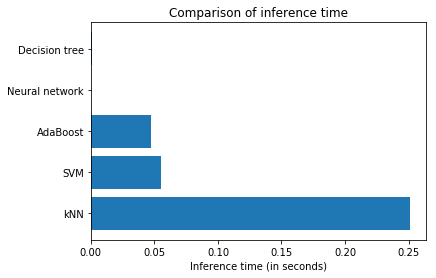 Comparison of inference time
Decision tree
Neural network
AdaBoost
SVM
kNN
0.00 0.05 0.10 0.15 0.20 0.25
Inference time (in seconds)